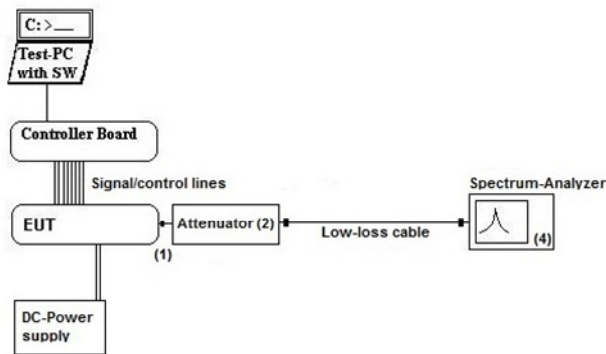 C:>__
Test-PC
with SW
Controller Board
Signal/control lines
Spectrum-Analyzer
EUT
Attenuator (2)
Low-loss cable
(4)
(1)
DC-Power
supply